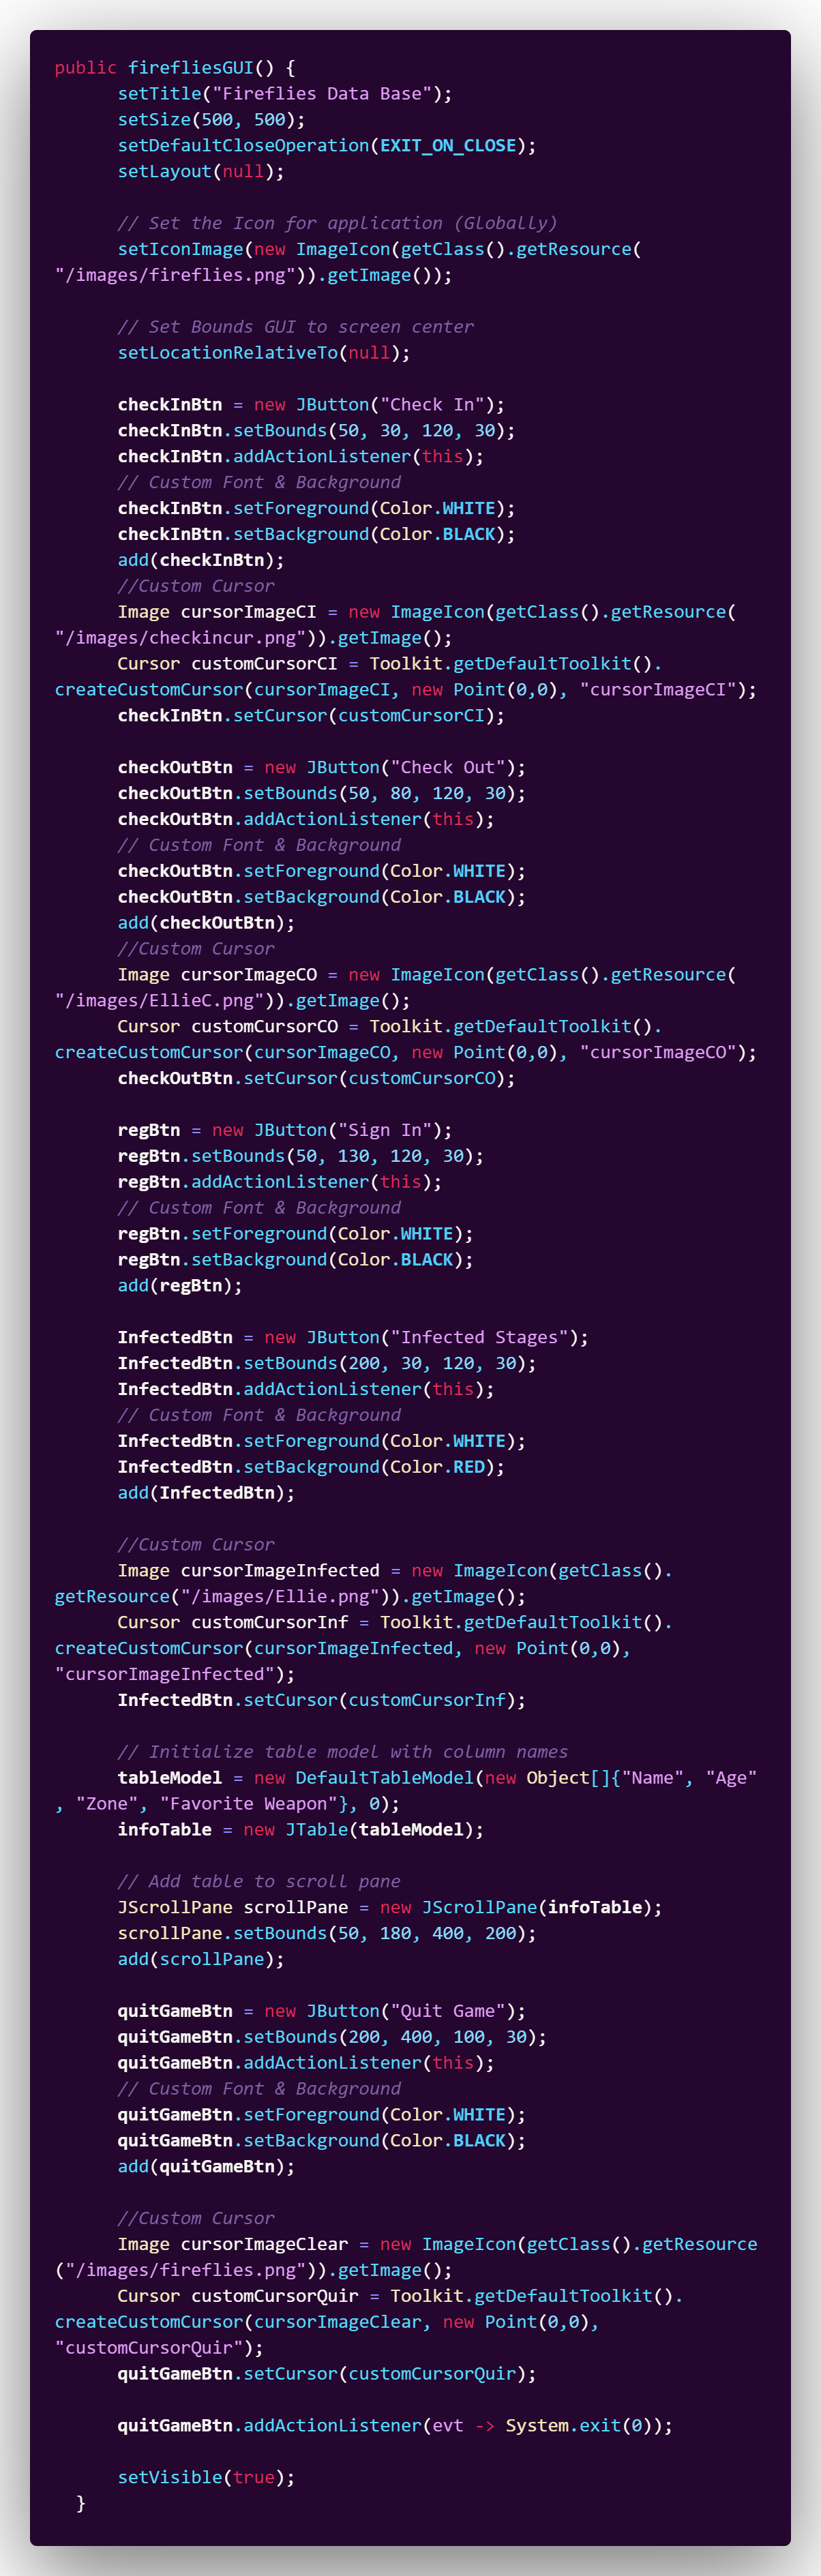 public firefliesGUI() {
      setTitle("Fireflies Data Base");
      setSize(500, 500);
      setDefaultCloseOperation(EXIT_ON_CLOSE);
      setLayout(null);

      // Set the Icon for application (Globally)
      setIconImage(new ImageIcon(getClass().getResource(
"/images/fireflies.png")).getImage());

      // Set Bounds GUI to screen center
      setLocationRelativeTo(null);

      checkInBtn = new JButton("Check In");
      checkInBtn.setBounds(50, 30, 120, 30);
      checkInBtn.addActionListener(this);
      // Custom Font & Background
      checkInBtn.setForeground(Color.WHITE);
      checkInBtn.setBackground(Color.BLACK);
      add(checkInBtn);
      //Custom Cursor
      Image cursorImageCI = new ImageIcon(getClass().getResource(
"/images/checkincur.png")).getImage();
      Cursor customCursorCI = Toolkit.getDefaultToolkit().
createCustomCursor(cursorImageCI, new Point(0,0), "cursorImageCI");
      checkInBtn.setCursor(customCursorCI);

      checkOutBtn = new JButton("Check Out");
      checkOutBtn.setBounds(50, 80, 120, 30);
      checkOutBtn.addActionListener(this);
      // Custom Font & Background
      checkOutBtn.setForeground(Color.WHITE);
      checkOutBtn.setBackground(Color.BLACK);
      add(checkOutBtn);
      //Custom Cursor
      Image cursorImageCO = new ImageIcon(getClass().getResource(
"/images/EllieC.png")).getImage();
      Cursor customCursorCO = Toolkit.getDefaultToolkit().
createCustomCursor(cursorImageCO, new Point(0,0), "cursorImageCO");
      checkOutBtn.setCursor(customCursorCO);

      regBtn = new JButton("Sign In");
      regBtn.setBounds(50, 130, 120, 30);
      regBtn.addActionListener(this);
      // Custom Font & Background
      regBtn.setForeground(Color.WHITE);
      regBtn.setBackground(Color.BLACK);
      add(regBtn);

      InfectedBtn = new JButton("Infected Stages");
      InfectedBtn.setBounds(200, 30, 120, 30);
      InfectedBtn.addActionListener(this);
      // Custom Font & Background
      InfectedBtn.setForeground(Color.WHITE);
      InfectedBtn.setBackground(Color.RED);
      add(InfectedBtn);

      //Custom Cursor
      Image cursorImageInfected = new ImageIcon(getClass().
getResource("/images/Ellie.png")).getImage();
      Cursor customCursorInf = Toolkit.getDefaultToolkit().
createCustomCursor(cursorImageInfected, new Point(0,0), 
"cursorImageInfected");
      InfectedBtn.setCursor(customCursorInf);

      // Initialize table model with column names
      tableModel = new DefaultTableModel(new Object[]{"Name", "Age"
, "Zone", "Favorite Weapon"}, 0);
      infoTable = new JTable(tableModel);

      // Add table to scroll pane
      JScrollPane scrollPane = new JScrollPane(infoTable);
      scrollPane.setBounds(50, 180, 400, 200);
      add(scrollPane);

      quitGameBtn = new JButton("Quit Game");
      quitGameBtn.setBounds(200, 400, 100, 30);
      quitGameBtn.addActionListener(this);
      // Custom Font & Background
      quitGameBtn.setForeground(Color.WHITE);
      quitGameBtn.setBackground(Color.BLACK);
      add(quitGameBtn);

      //Custom Cursor
      Image cursorImageClear = new ImageIcon(getClass().getResource
("/images/fireflies.png")).getImage();
      Cursor customCursorQuir = Toolkit.getDefaultToolkit().
createCustomCursor(cursorImageClear, new Point(0,0), 
"customCursorQuir");
      quitGameBtn.setCursor(customCursorQuir);

      quitGameBtn.addActionListener(evt -> System.exit(0));

      setVisible(true);
  }